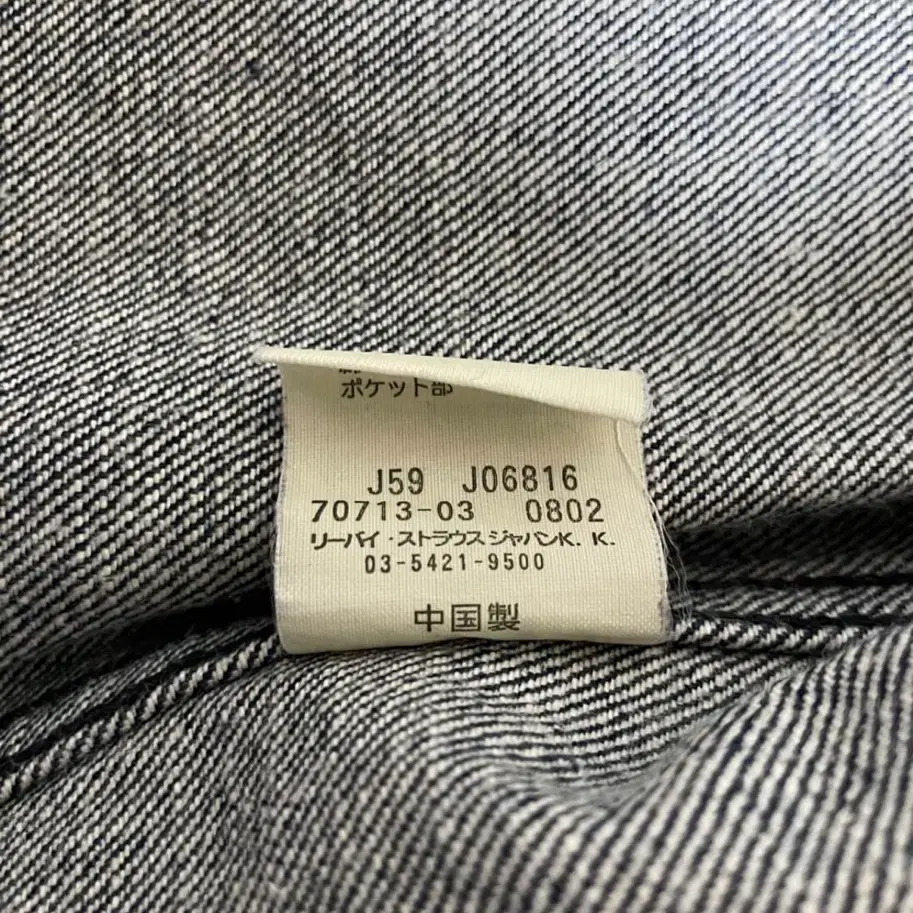 ポケット部
J59 J06816
70713-03 0802
リーバイ・ストラウス ジャパンK. K.
03-5421-9500
中国製